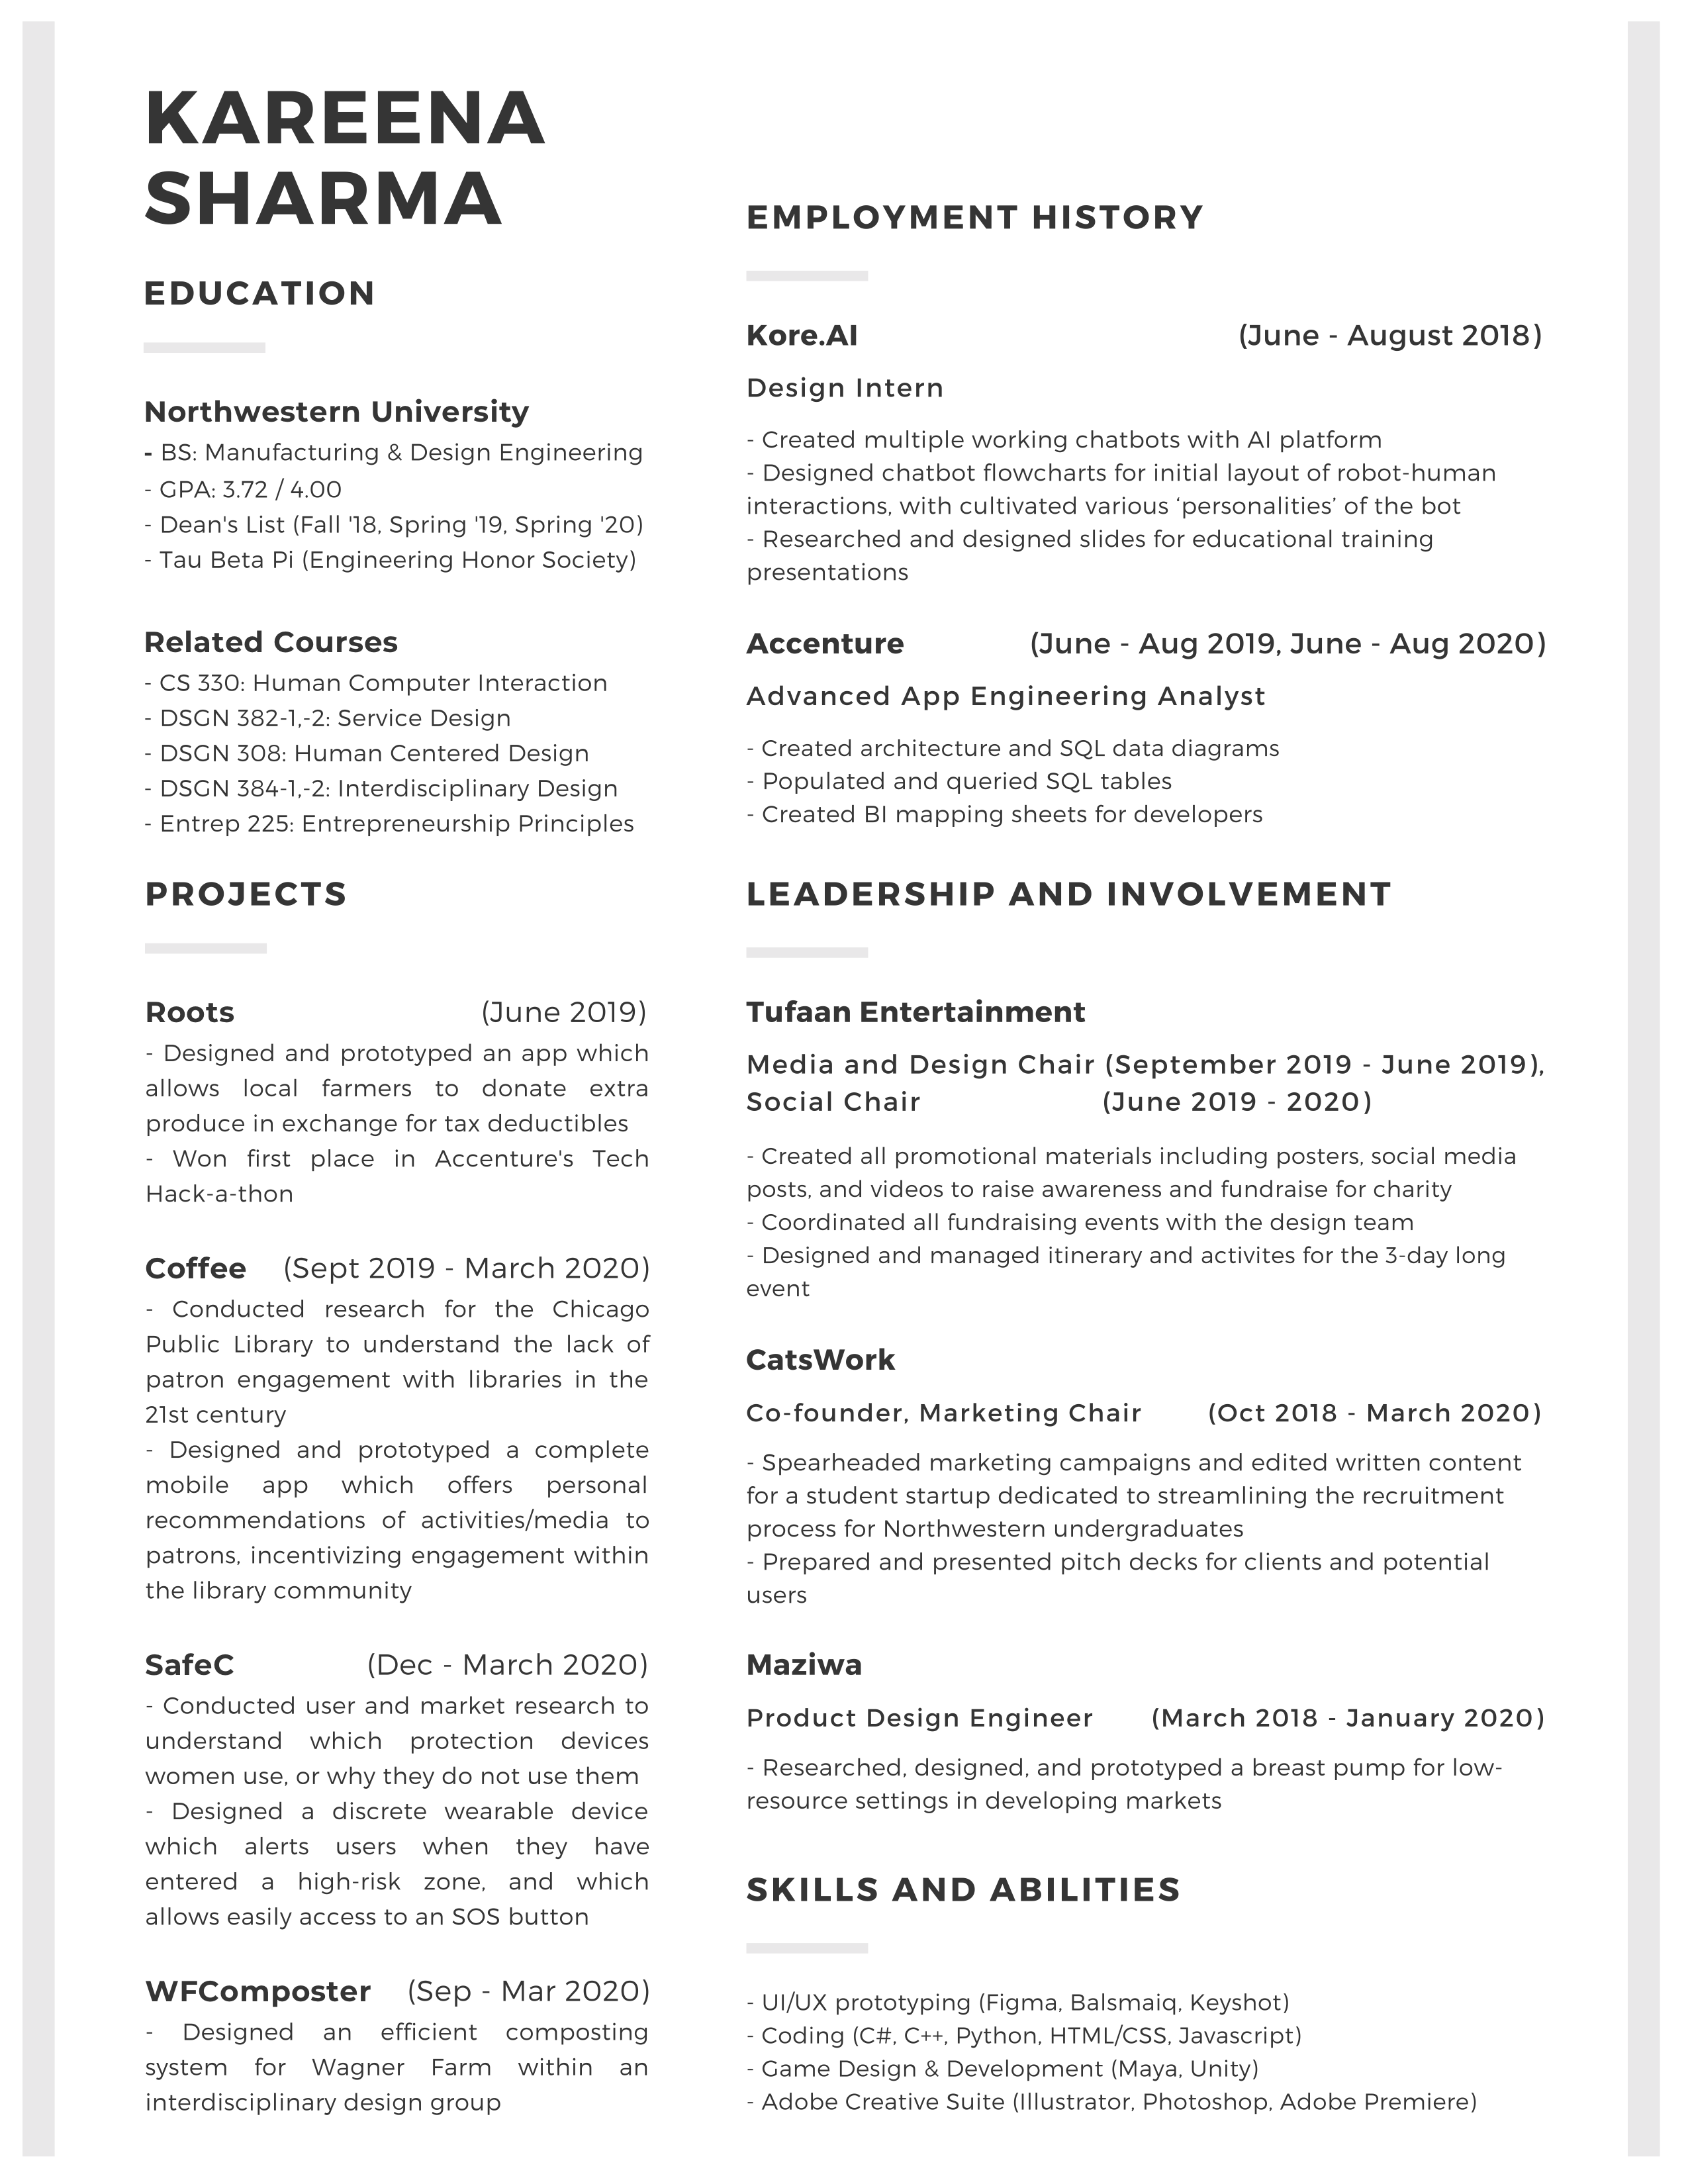 KAREENA
SHARMA
EDUCATION
Northwestern University
- BS: Manufacturing & Design Engineering
- GPA: 3.72 / 4.00
- Dean's List (Fall '18, Spring '19, Spring '20)
- Tau Beta Pi (Engineering Honor Society)
Related Courses
- CS 330: Human Computer Interaction
- DSGN 382-1,-2: Service Design
- DSGN 308: Human Centered Design
- DSGN 384-1,-2: Interdisciplinary Design
- Entrep 225: Entrepreneurship Principles
PROJECTS
Roots (June 2019)
- Designed and prototyped an app which
allows local farmers to donate extra
produce in exchange for tax deductibles
- Won first place in Accenture's Tech
Hack-a-thon
Coffee (Sept 2019 - March 2020)
- Conducted research for the Chicago
Public Library to understand the lack of
patron engagement with libraries in the
21st century
- Designed and prototyped a complete
mobile app which offers personal
recommendations of activities/media to
patrons, incentivizing engagement within
the library community
SafeC (Dec - March 2020)
- Conducted user and market research to
understand which protection devices
women use, or why they do not use them
- Designed a discrete wearable device
which alerts users when they have
entered a high-risk zone, and which
allows easily access to an SOS button
WFComposter (Sep - Mar 2020)
- Designed an efficient composting
system for Wagner Farm within an
interdisciplinary design group
EMPLOYMENT HISTORY
Kore.AI (June - August 2018)
Design Intern
- Created multiple working chatbots with AI platform
- Designed chatbot flowcharts for initial layout of robot-human
interactions, with cultivated various ‘personalities’ of the bot
- Researched and designed slides for educational training
presentations
Accenture (June - Aug 2019, June - Aug 2020)
Advanced App Engineering Analyst
- Created architecture and SQL data diagrams
- Populated and queried SQL tables
- Created BI mapping sheets for developers
LEADERSHIP AND INVOLVEMENT
Tufaan Entertainment
Media and Design Chair (September 2019 - June 2019),
Social Chair (June 2019 - 2020)
- Created all promotional materials including posters, social media
posts, and videos to raise awareness and fundraise for charity
- Coordinated all fundraising events with the design team
- Designed and managed itinerary and activites for the 3-day long
event
CatsWork
Co-founder, Marketing Chair (Oct 2018 - March 2020)
- Spearheaded marketing campaigns and edited written content
for a student startup dedicated to streamlining the recruitment
process for Northwestern undergraduates
- Prepared and presented pitch decks for clients and potential
users
Maziwa
Product Design Engineer (March 2018 - January 2020)
- Researched, designed, and prototyped a breast pump for low-
resource settings in developing markets
SKILLS AND ABILITIES
- UI/UX prototyping (Figma, Balsmaiq, Keyshot)
- Coding (C#, C++, Python, HTML/CSS, Javascript)
- Game Design & Development (Maya, Unity)
- Adobe Creative Suite (Illustrator, Photoshop, Adobe Premiere)